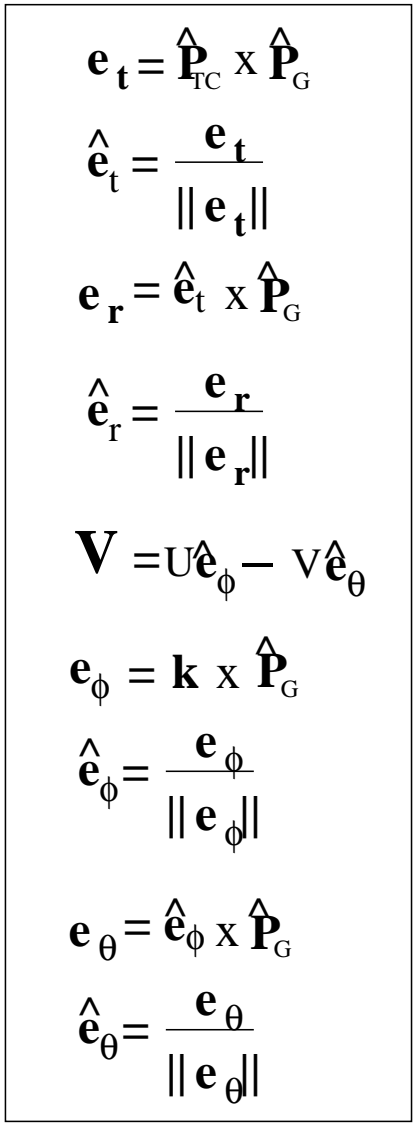 𝐞_𝐭 = 𝐏̂_TC x 𝐏̂_G
𝐞̂_t = 𝐞_𝐭 / ||𝐞_𝐭||
𝐞_𝐫 = 𝐞̂_t x 𝐏̂_G
𝐞̂_r = 𝐞_𝐫 / ||𝐞_𝐫||
𝐕 = U𝐞̂_ϕ − V𝐞̂_θ
𝐞_ϕ = 𝐤 x 𝐏̂_G
𝐞̂_ϕ = 𝐞_ϕ / ||𝐞_ϕ||
𝐞_θ = 𝐞̂_ϕ x 𝐏̂_G
𝐞̂_θ = 𝐞_θ / ||𝐞_θ||